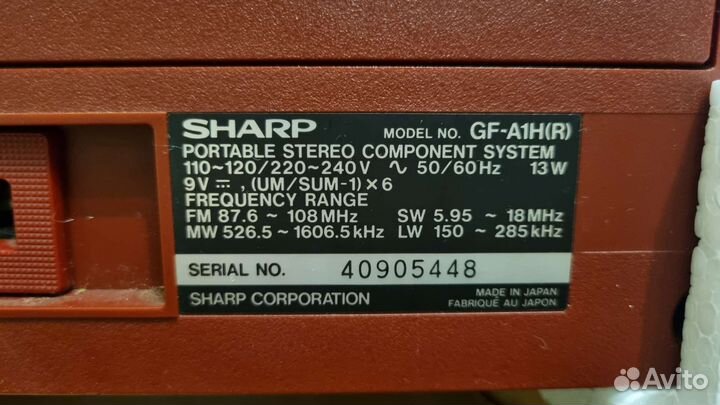 SHARP MODEL NO. GF-A1H(R)
PORTABLE STEREO COMPONENT SYSTEM
110~120/220~240V ∿ 50/60Hz 13W
9V ⎓, (UM/SUM-1)×6
FREQUENCY RANGE
FM 87.6 ~ 108MHz SW 5.95 ~ 18MHz
MW 526.5~1606.5kHz LW 150 ~ 285kHz
SERIAL NO. 40905448
SHARP CORPORATION
MADE IN JAPAN
FABRIQUÉ AU JAPON
Avito